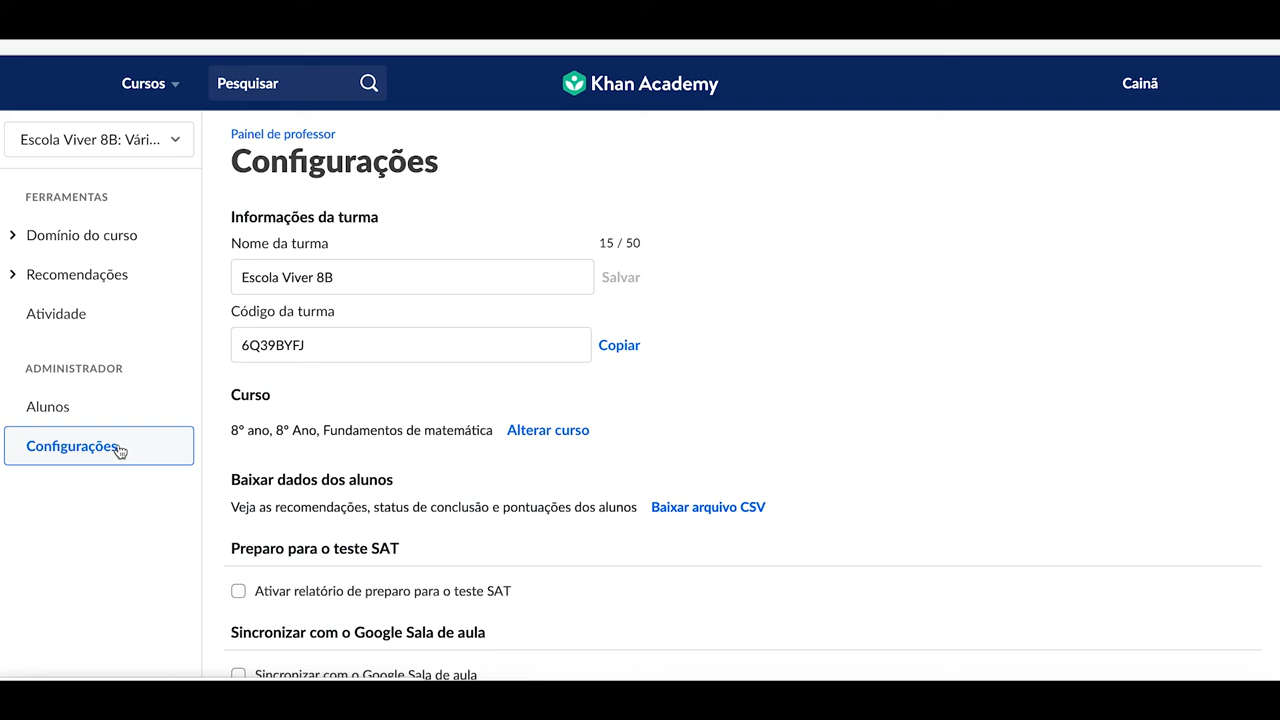 Cursos
Pesquisar
Khan Academy
Cainã
Escola Viver 8B: Vári...
FERRAMENTAS
Domínio do curso
Recomendações
Atividade
ADMINISTRADOR
Alunos
Configurações
Painel de professor
Configurações
Informações da turma
Nome da turma 15 / 50
Escola Viver 8B Salvar
Código da turma
6Q39BYFJ Copiar
Curso
8º ano, 8º Ano, Fundamentos de matemática Alterar curso
Baixar dados dos alunos
Veja as recomendações, status de conclusão e pontuações dos alunos Baixar arquivo CSV
Preparo para o teste SAT
Ativar relatório de preparo para o teste SAT
Sincronizar com o Google Sala de aula
Sincronizar com o Google Sala de aula